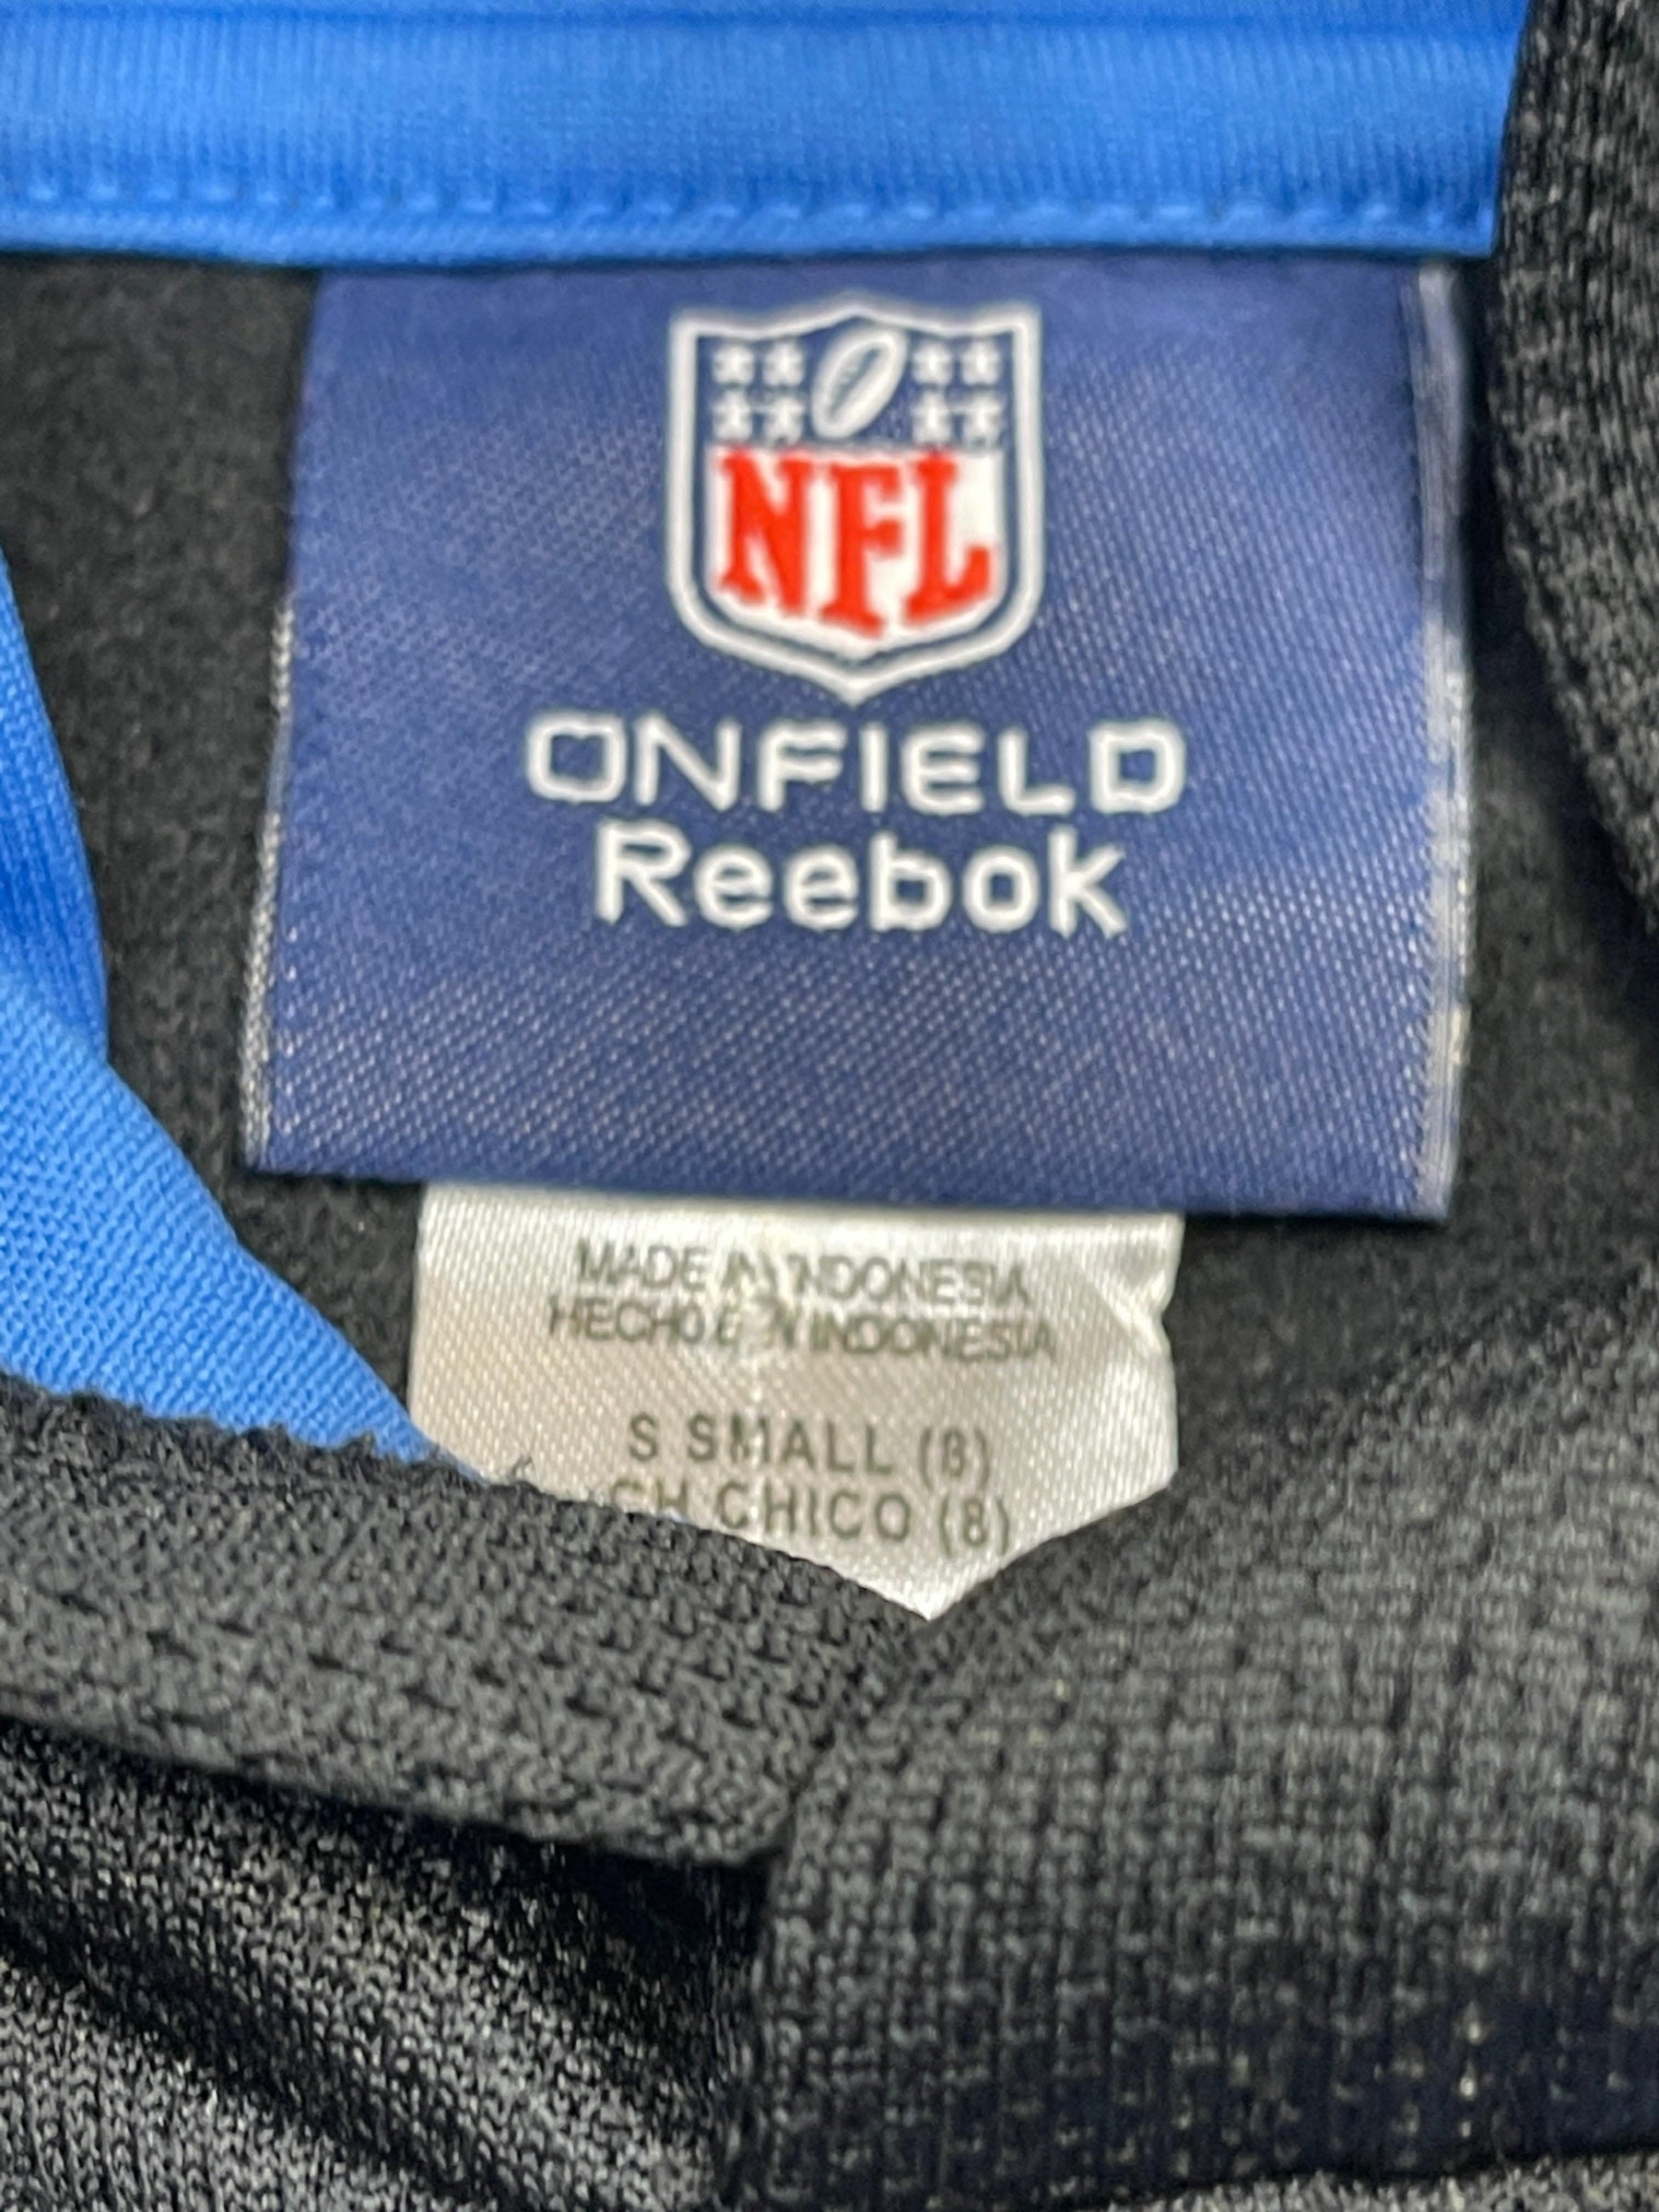 NFL
ONFIELD
Reebok
MADE IN INDONESIA
HECHO EN INDONESIA
S SMALL (8)
CH CHICO (8)